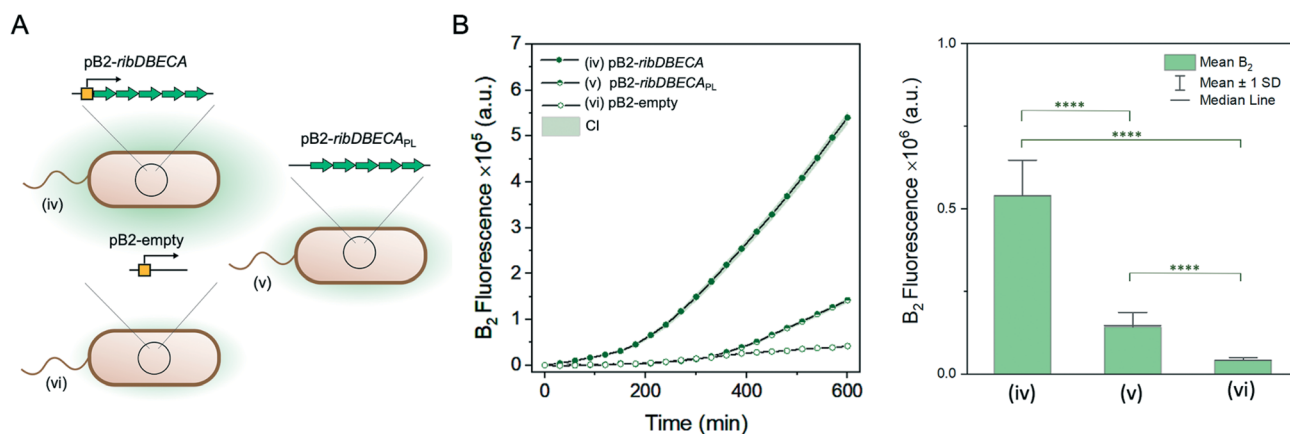 A
pB2-ribDBECA
(iv)
pB2-ribDBECAPL
(v)
pB2-empty
(vi)
B
B2 Fluorescence ×10⁵ (a.u.)
7
6
5
4
3
2
1
0
(iv) pB2-ribDBECA
(v) pB2-ribDBECAPL
(vi) pB2-empty
CI
0
200
400
600
Time (min)
B2 Fluorescence × 10⁶ (a.u.)
1.0
0.5
0.0
Mean B2
Mean ± 1 SD
Median Line
****
****
****
(iv)
(v)
(vi)